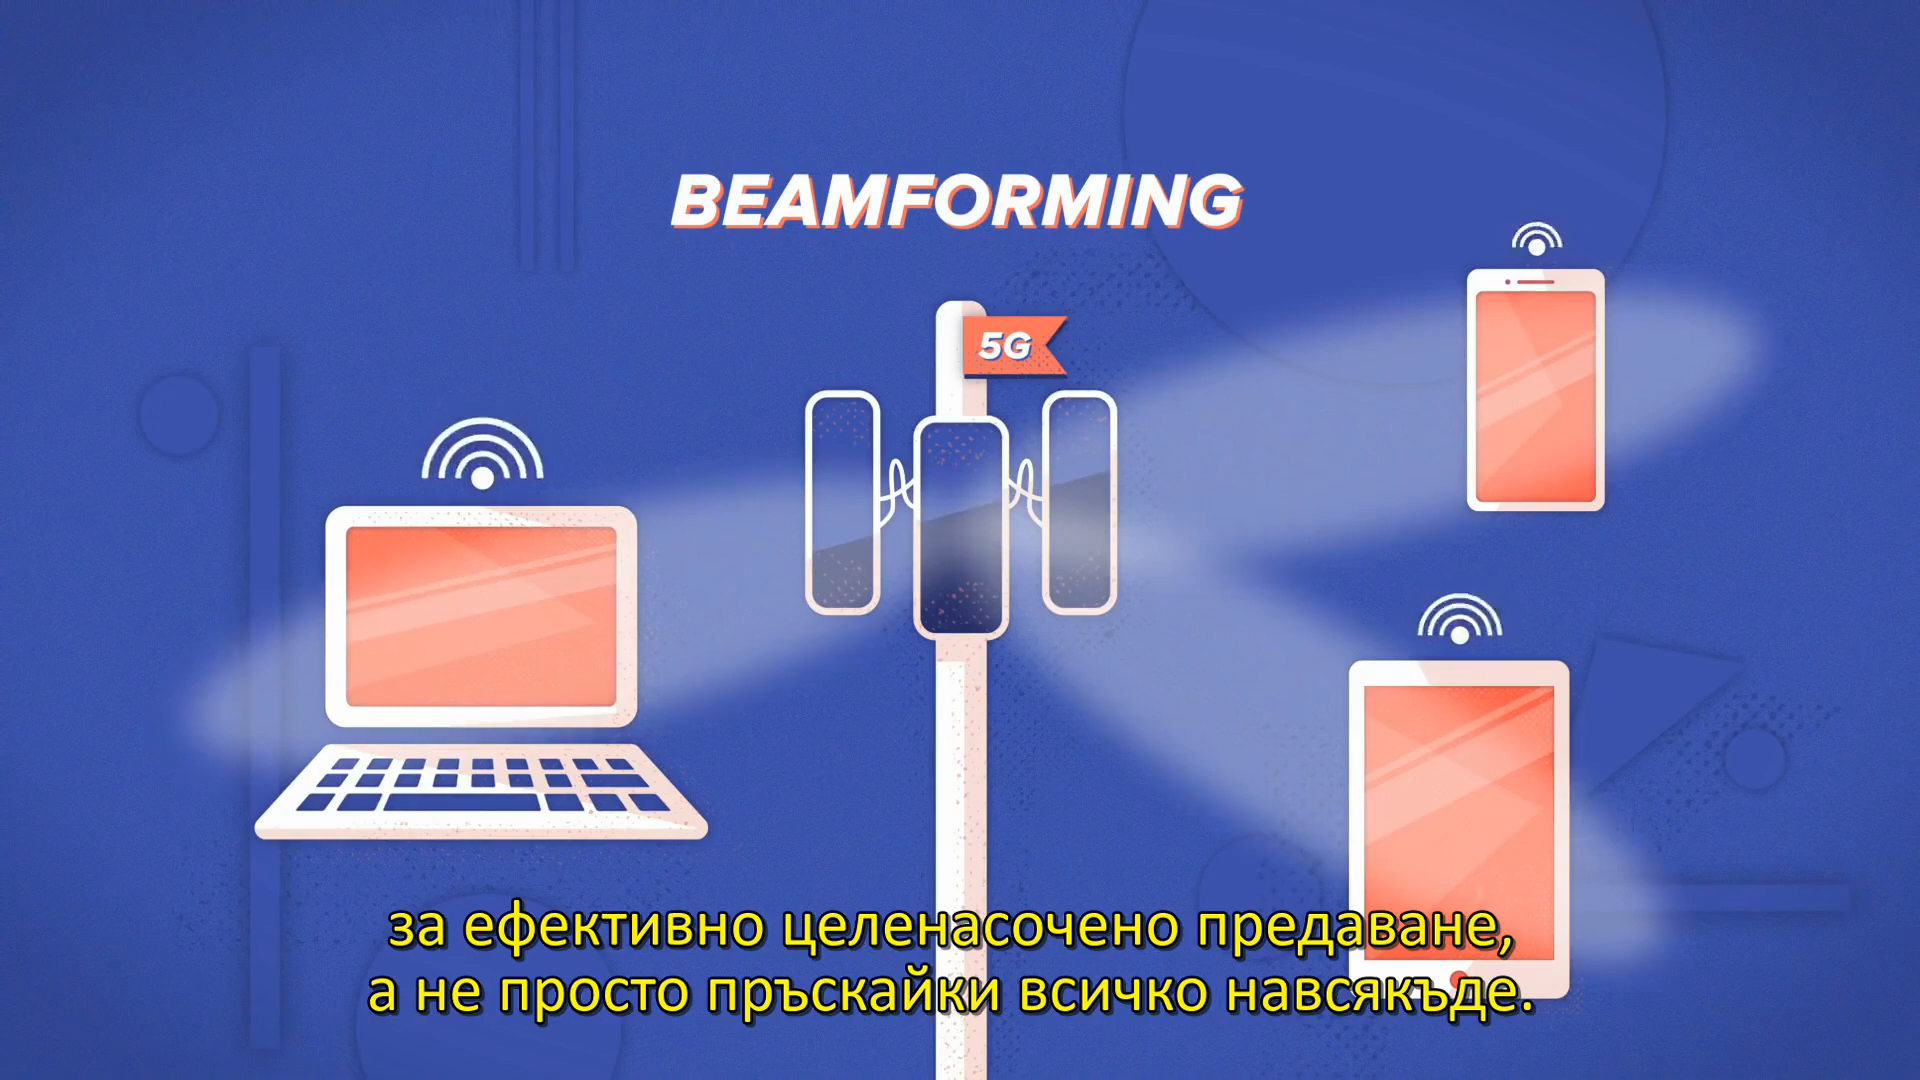 BEAMFORMING
5G
за ефективно целенасочено предаване,
а не просто пръскайки всичко навсякъде.